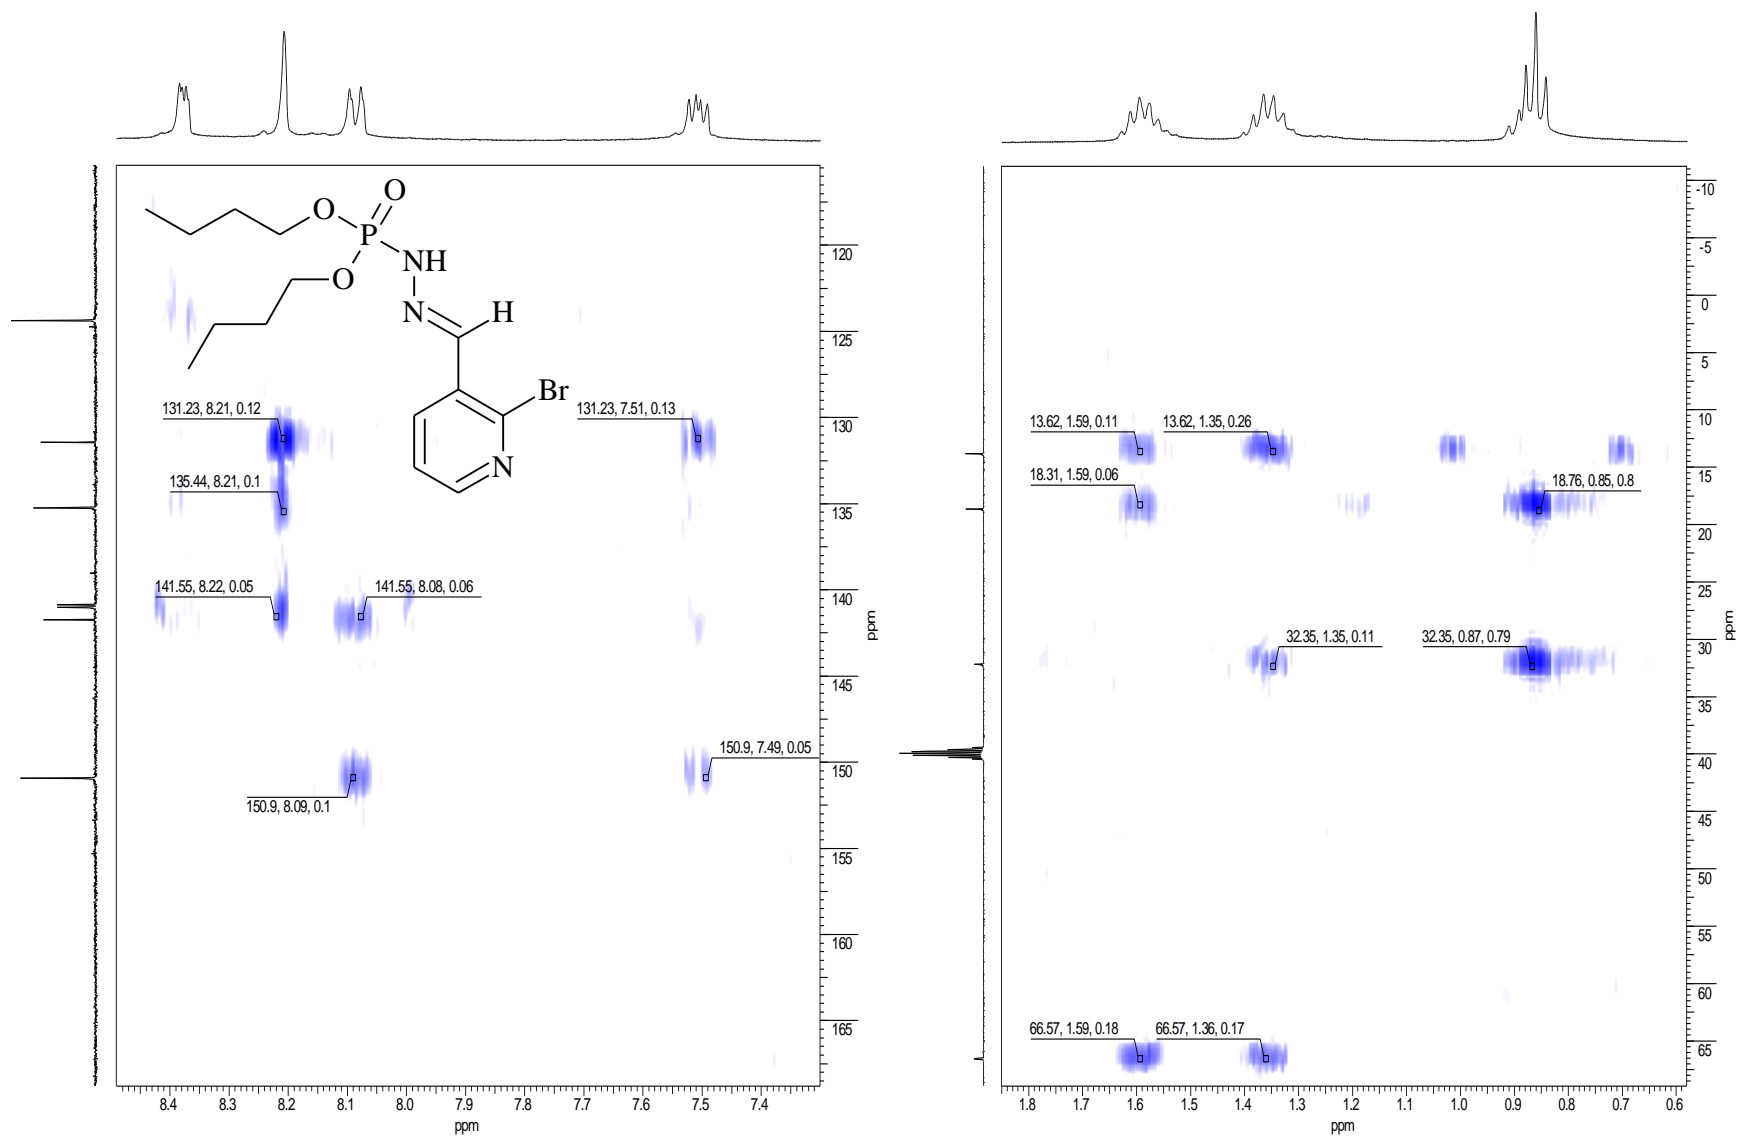 O
O
P
NH
O
N
H
Br
N
131.23, 8.21, 0.12
131.23, 7.51, 0.13
135.44, 8.21, 0.1
141.55, 8.22, 0.05
141.55, 8.08, 0.06
150.9, 7.49, 0.05
150.9, 8.09, 0.1
120
125
130
135
140
145
150
155
160
165
ppm
8.4 8.3 8.2 8.1 8.0 7.9 7.8 7.7 7.6 7.5 7.4
ppm
13.62, 1.59, 0.11
13.62, 1.35, 0.26
18.31, 1.59, 0.06
18.76, 0.85, 0.8
32.35, 1.35, 0.11
32.35, 0.87, 0.79
66.57, 1.59, 0.18
66.57, 1.36, 0.17
-10
-5
0
5
10
15
20
25
30
35
40
45
50
55
60
65
ppm
1.8 1.7 1.6 1.5 1.4 1.3 1.2 1.1 1.0 0.9 0.8 0.7 0.6
ppm